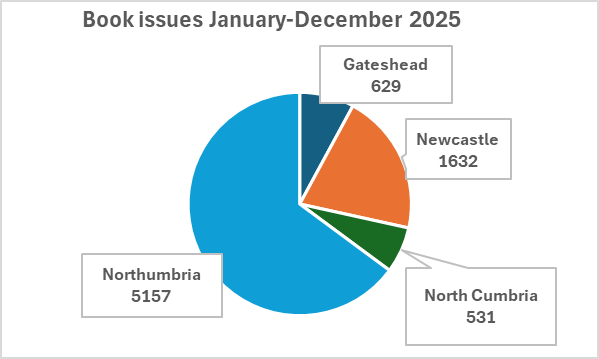 Book issues January-December 2025
Gateshead
629
Newcastle
1632
North Cumbria
531
Northumbria
5157